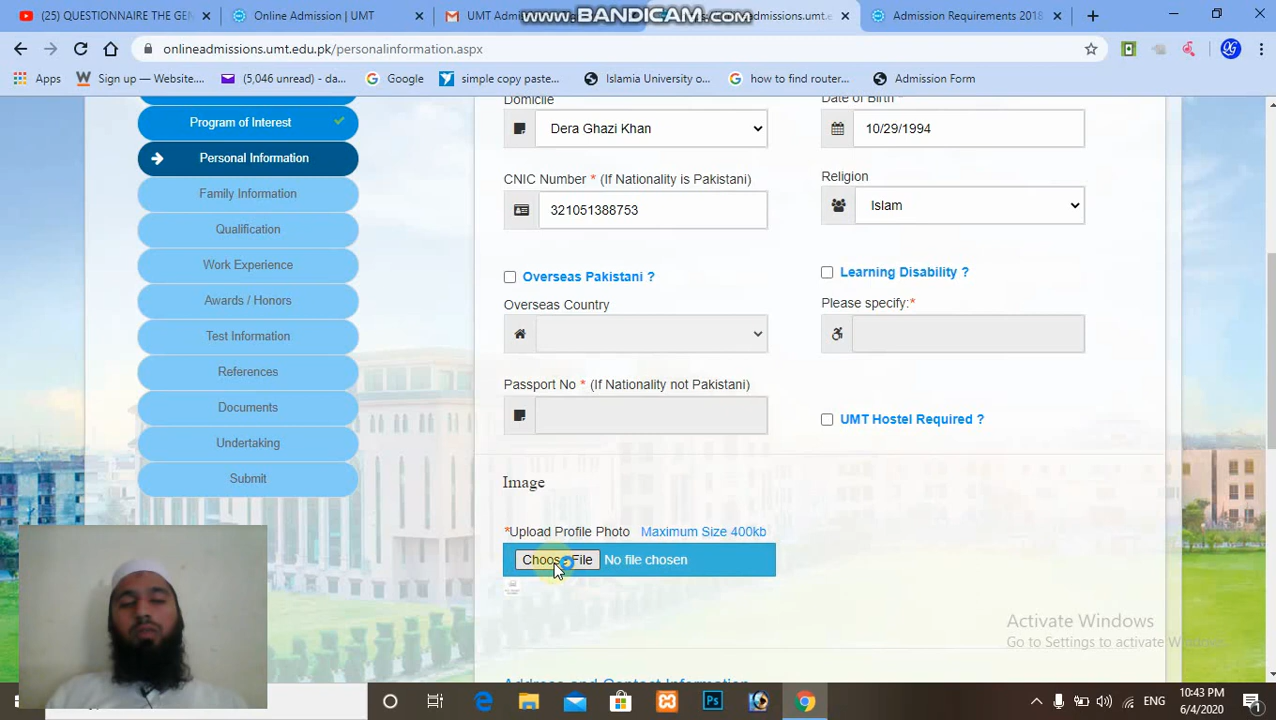 (25) QUESTIONNAIRE THE GEN
Online Admission | UMT
UMT Adm
www.BANDICAM.com
dmissions.umt.e
Admission Requirements 2018
onlineadmissions.umt.edu.pk/personalinformation.aspx
Apps
Sign up — Website....
(5,046 unread) - da...
Google
simple copy paste...
Islamia University o...
how to find router...
Admission Form
Program of Interest
Personal Information
Family Information
Qualification
Work Experience
Awards / Honors
Test Information
References
Documents
Undertaking
Submit
Domicile
Date of Birth *
Dera Ghazi Khan
10/29/1994
CNIC Number * (If Nationality is Pakistani)
Religion
321051388753
Islam
Overseas Pakistani ?
Learning Disability ?
Overseas Country
Please specify:*
Passport No * (If Nationality not Pakistani)
UMT Hostel Required ?
Image
*Upload Profile Photo Maximum Size 400kb
Choose File No file chosen
Activate Windows
Go to Settings to activate Windows.
Address and Contact Information
Ps
ENG
10:43 PM
6/4/2020